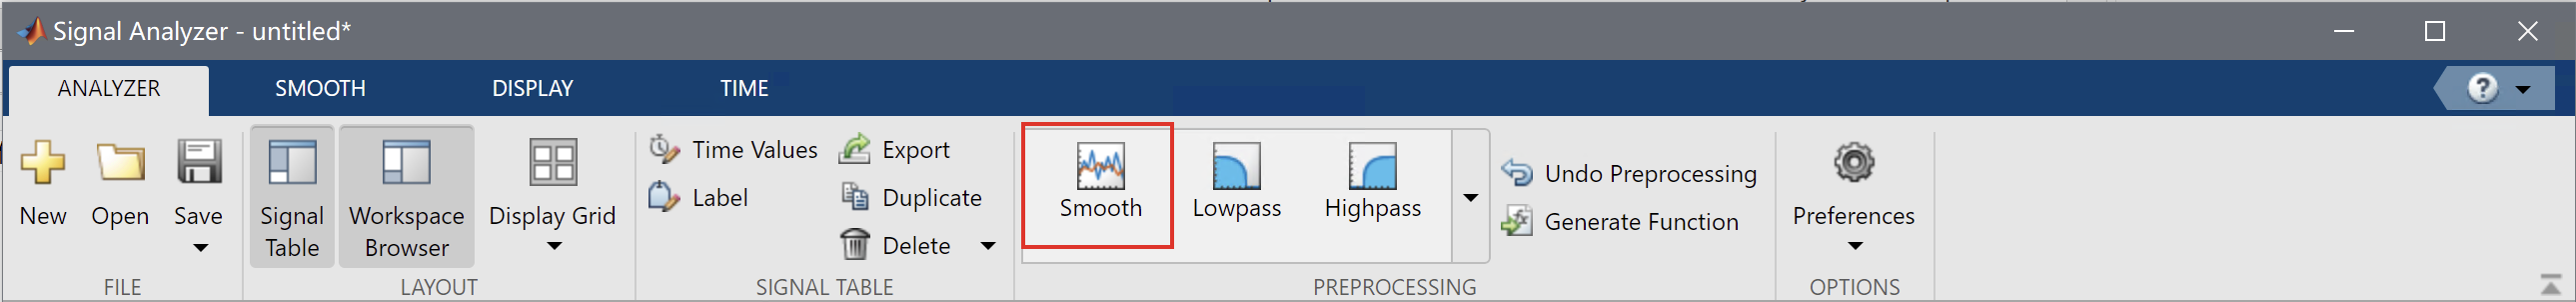 Signal Analyzer - untitled*
ANALYZER
SMOOTH
DISPLAY
TIME
?
New
Open
Save
FILE
Signal
Table
Workspace
Browser
Display Grid
LAYOUT
Time Values
Label
Export
Duplicate
Delete
SIGNAL TABLE
Smooth
Lowpass
Highpass
Undo Preprocessing
Generate Function
PREPROCESSING
Preferences
OPTIONS